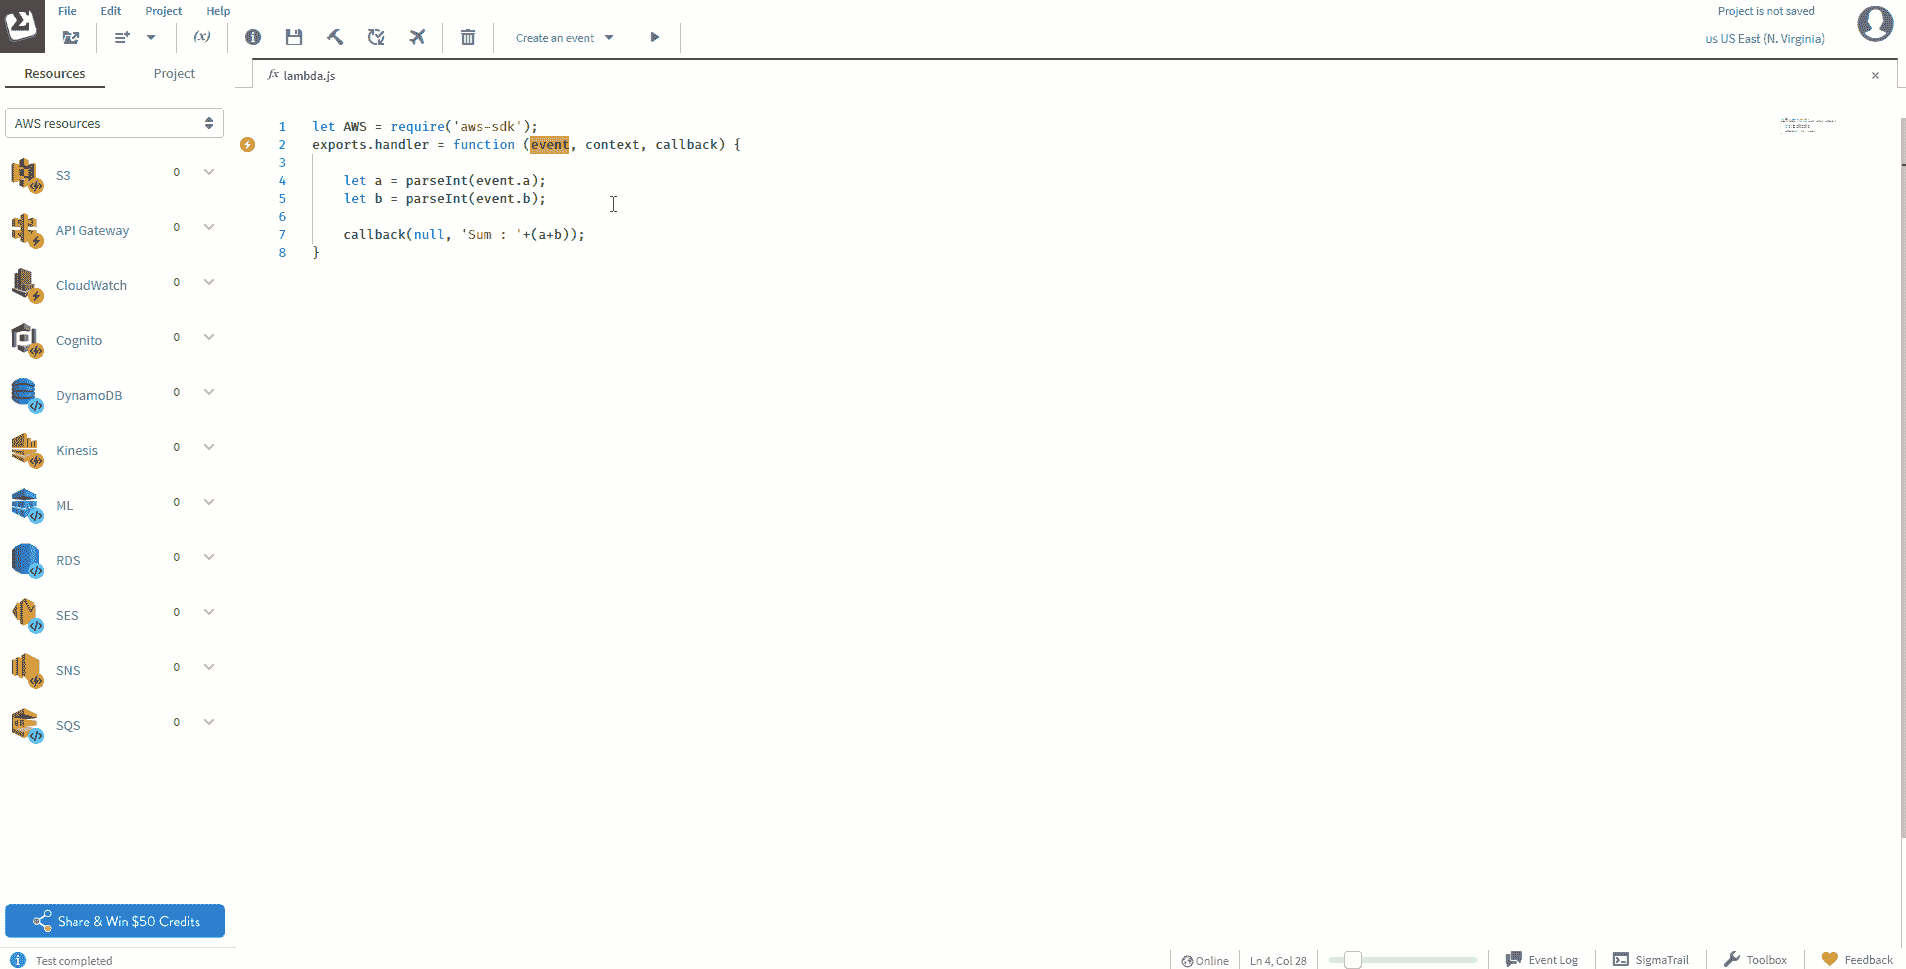 File Edit Project Help
Project is not saved
(x) Create an event
us US East (N. Virginia)
Resources Project
fx lambda.js ×
AWS resources
1 let AWS = require('aws-sdk');
2 exports.handler = function (event, context, callback) {
3
4 let a = parseInt(event.a);
5 let b = parseInt(event.b);
6
7 callback(null, 'Sum : '+(a+b));
8 }
S3 0
API Gateway 0
CloudWatch 0
Cognito 0
DynamoDB 0
Kinesis 0
ML 0
RDS 0
SES 0
SNS 0
SQS 0
Share & Win $50 Credits
Test completed
Online Ln 4, Col 28 Event Log SigmaTrail Toolbox Feedback